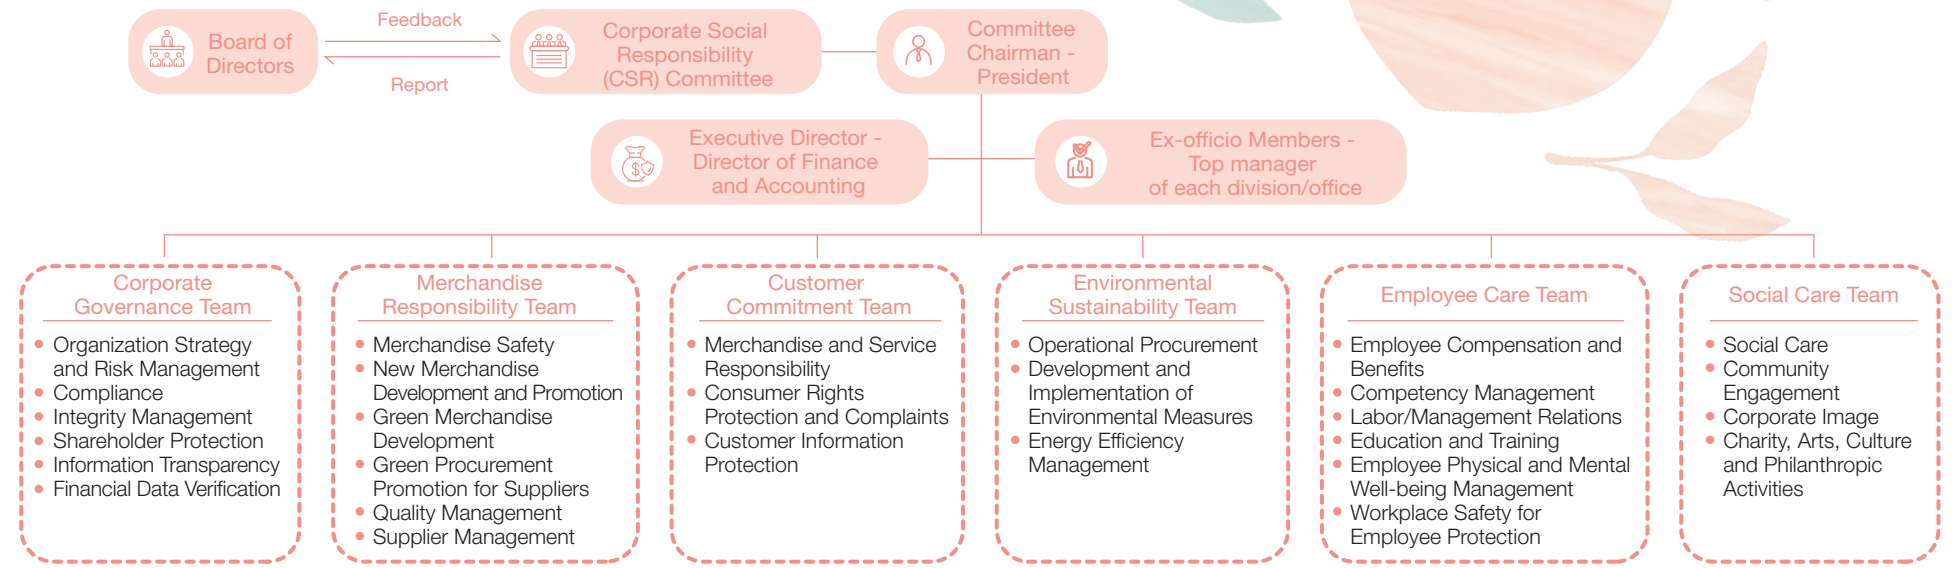 Board of
Directors
Feedback
Report
Corporate Social
Responsibility
(CSR) Committee
Committee
Chairman -
President
Executive Director -
Director of Finance
and Accounting
Ex-officio Members -
Top manager
of each division/office
Corporate
Governance Team
• Organization Strategy
and Risk Management
• Compliance
• Integrity Management
• Shareholder Protection
• Information Transparency
• Financial Data Verification
Merchandise
Responsibility Team
• Merchandise Safety
• New Merchandise
Development and Promotion
• Green Merchandise
Development
• Green Procurement
Promotion for Suppliers
• Quality Management
• Supplier Management
Customer
Commitment Team
• Merchandise and Service
Responsibility
• Consumer Rights
Protection and Complaints
• Customer Information
Protection
Environmental
Sustainability Team
• Operational Procurement
• Development and
Implementation of
Environmental Measures
• Energy Efficiency
Management
Employee Care Team
• Employee Compensation and
Benefits
• Competency Management
• Labor/Management Relations
• Education and Training
• Employee Physical and Mental
Well-being Management
• Workplace Safety for
Employee Protection
Social Care Team
• Social Care
• Community
Engagement
• Corporate Image
• Charity, Arts, Culture
and Philanthropic
Activities